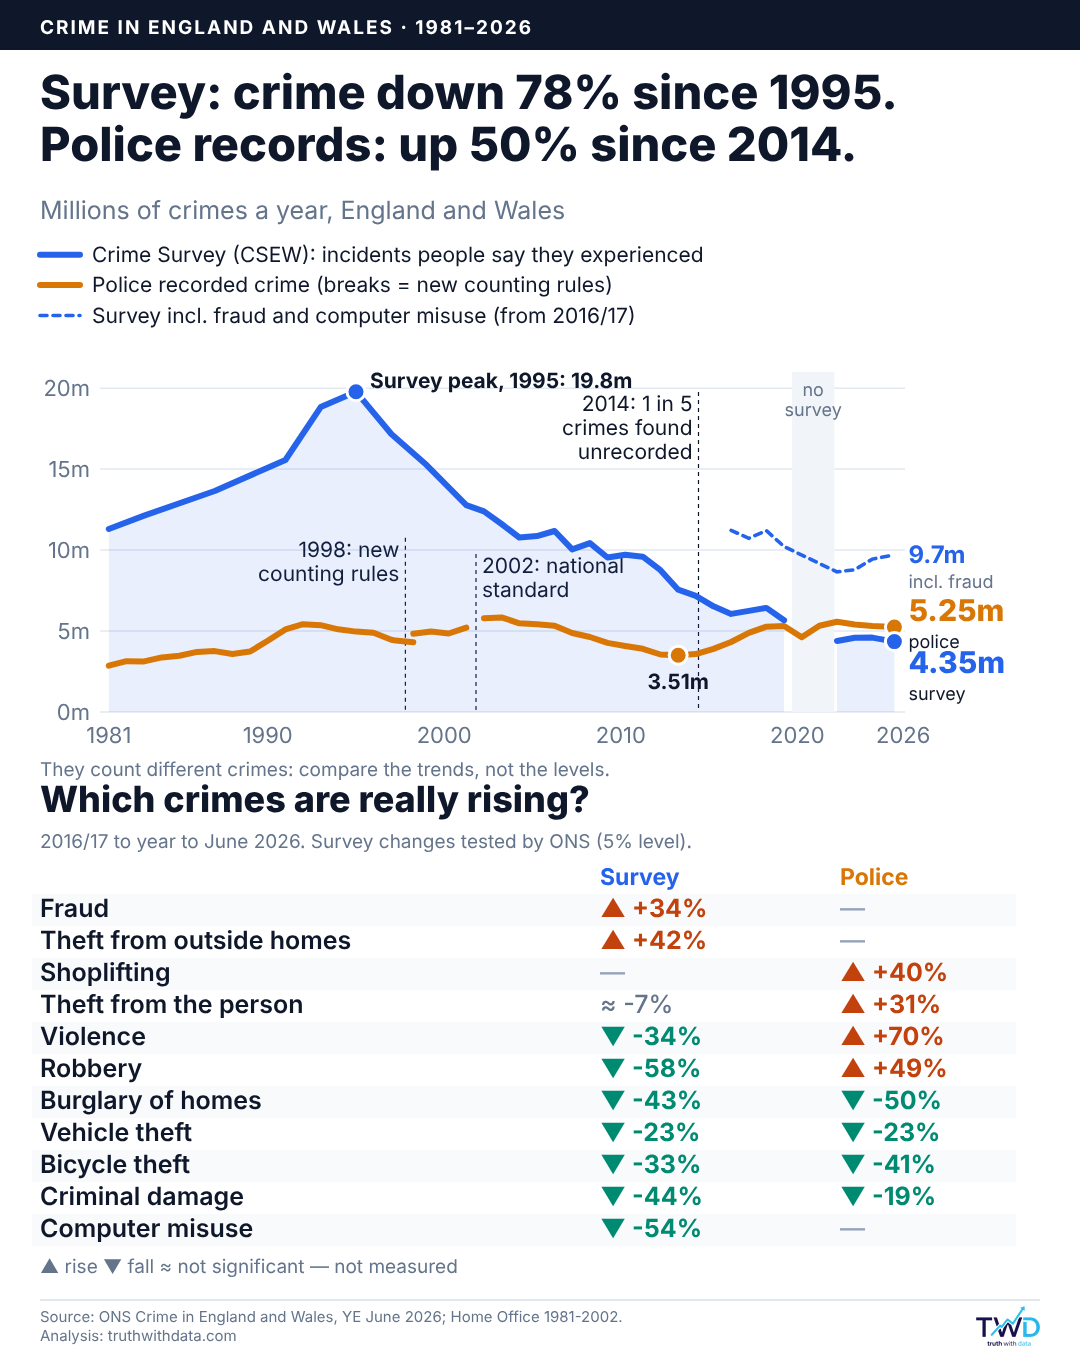 CRIME IN ENGLAND AND WALES · 1981–2026
Survey: crime down 78% since 1995.
Police records: up 50% since 2014.
Millions of crimes a year, England and Wales
Crime Survey (CSEW): incidents people say they experienced
Police recorded crime (breaks = new counting rules)
Survey incl. fraud and computer misuse (from 2016/17)
20m
15m
10m
5m
0m
Survey peak, 1995: 19.8m
2014: 1 in 5
crimes found
unrecorded
no
survey
1998: new
counting rules
2002: national
standard
3.51m
9.7m
incl. fraud
5.25m
police
4.35m
survey
1981 1990 2000 2010 2020 2026
They count different crimes: compare the trends, not the levels.
Which crimes are really rising?
2016/17 to year to June 2026. Survey changes tested by ONS (5% level).
Survey Police
Fraud ▲ +34% —
Theft from outside homes ▲ +42% —
Shoplifting — ▲ +40%
Theft from the person ≈ -7% ▲ +31%
Violence ▼ -34% ▲ +70%
Robbery ▼ -58% ▲ +49%
Burglary of homes ▼ -43% ▼ -50%
Vehicle theft ▼ -23% ▼ -23%
Bicycle theft ▼ -33% ▼ -41%
Criminal damage ▼ -44% ▼ -19%
Computer misuse ▼ -54% —
▲ rise ▼ fall ≈ not significant — not measured
Source: ONS Crime in England and Wales, YE June 2026; Home Office 1981-2002.
Analysis: truthwithdata.com
TWD
truth with data